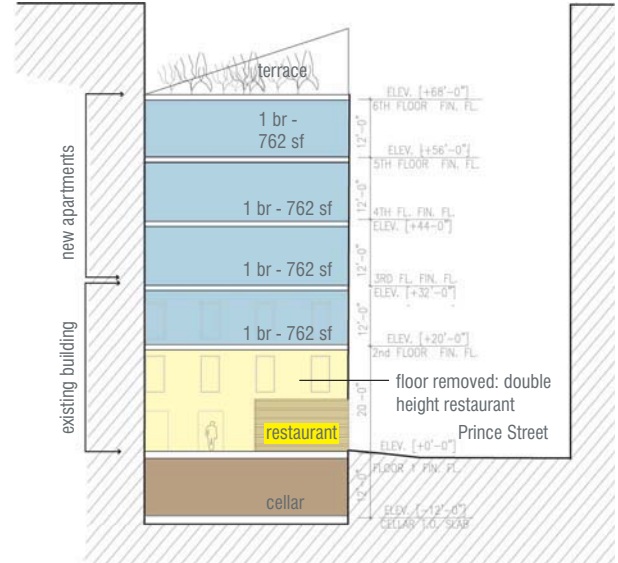 terrace
ELEV. [+68'-0"]
6TH FLOOR FIN. FL.
1 br -
762 sf
12'-0"
ELEV. [+56'-0"]
5TH FLOOR FIN. FL.
new apartments
1 br - 762 sf
12'-0"
4TH FL. FIN. FL.
ELEV. [+44-0"]
1 br - 762 sf
12'-0"
3RD FL. FIN. FL.
ELEV. [+32'-0"]
existing building
1 br - 762 sf
12'-0"
ELEV. [+20'-0"]
2nd FLOOR FIN. FL.
floor removed: double
height restaurant
20'-0"
restaurant
Prince Street
ELEV. [+0'-0"]
FLOOR 1 FIN. FL.
cellar
12'-0"
ELEV. [-12'-0"]
CELLAR T.O. SLAB